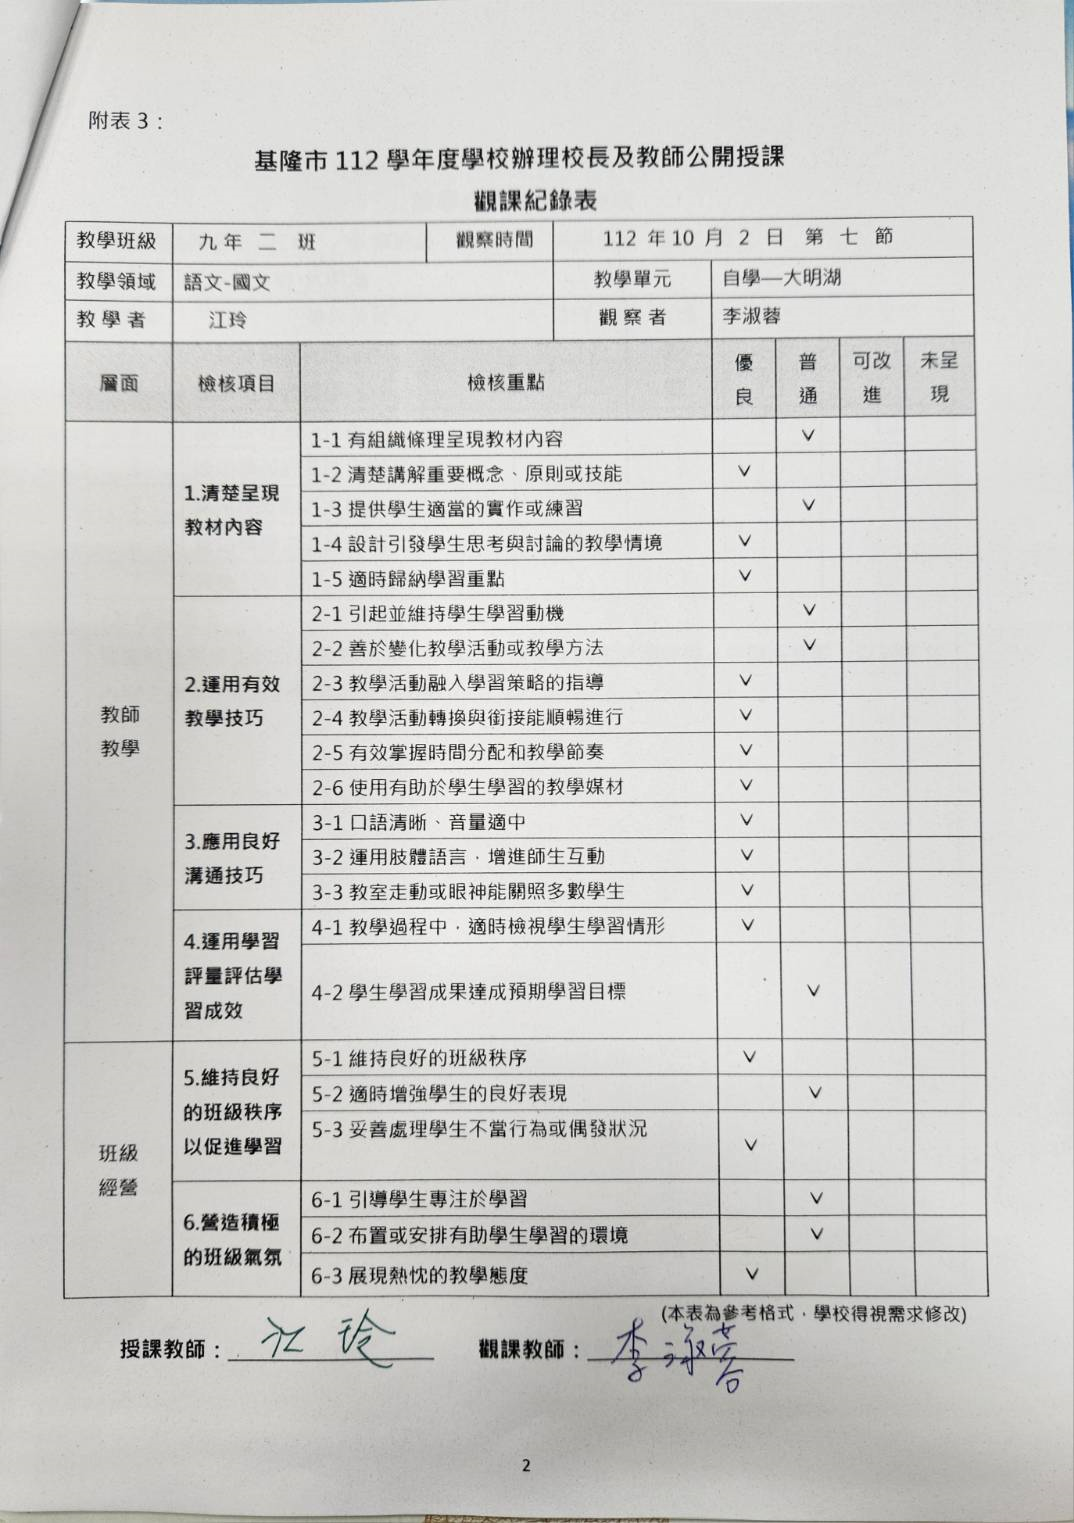 附表 3：
基隆市 112 學年度學校辦理校長及教師公開授課
觀課紀錄表
教學班級 九 年 二 班 觀察時間 112 年 10 月 2 日 第 七 節
教學領域 語文-國文 教學單元 自學—大明湖
教 學 者 江玲 觀 察 者 李淑蓉
層面 檢核項目 檢核重點 優良 普通 可改進 未呈現
教師
教學
1.清楚呈現
教材內容
1-1 有組織條理呈現教材內容 ∨
1-2 清楚講解重要概念、原則或技能 ∨
1-3 提供學生適當的實作或練習 ∨
1-4 設計引發學生思考與討論的教學情境 ∨
1-5 適時歸納學習重點 ∨
2.運用有效
教學技巧
2-1 引起並維持學生學習動機 ∨
2-2 善於變化教學活動或教學方法 ∨
2-3 教學活動融入學習策略的指導 ∨
2-4 教學活動轉換與銜接能順暢進行 ∨
2-5 有效掌握時間分配和教學節奏 ∨
2-6 使用有助於學生學習的教學媒材 ∨
3.應用良好
溝通技巧
3-1 口語清晰、音量適中 ∨
3-2 運用肢體語言，增進師生互動 ∨
3-3 教室走動或眼神能關照多數學生 ∨
4.運用學習
評量評估學
習成效
4-1 教學過程中，適時檢視學生學習情形 ∨
4-2 學生學習成果達成預期學習目標 ∨
班級
經營
5.維持良好
的班級秩序
以促進學習
5-1 維持良好的班級秩序 ∨
5-2 適時增強學生的良好表現 ∨
5-3 妥善處理學生不當行為或偶發狀況 ∨
6.營造積極
的班級氣氛
6-1 引導學生專注於學習 ∨
6-2 布置或安排有助學生學習的環境 ∨
6-3 展現熱忱的教學態度 ∨
(本表為參考格式，學校得視需求修改)
授課教師：江玲 觀課教師：李淑蓉
2